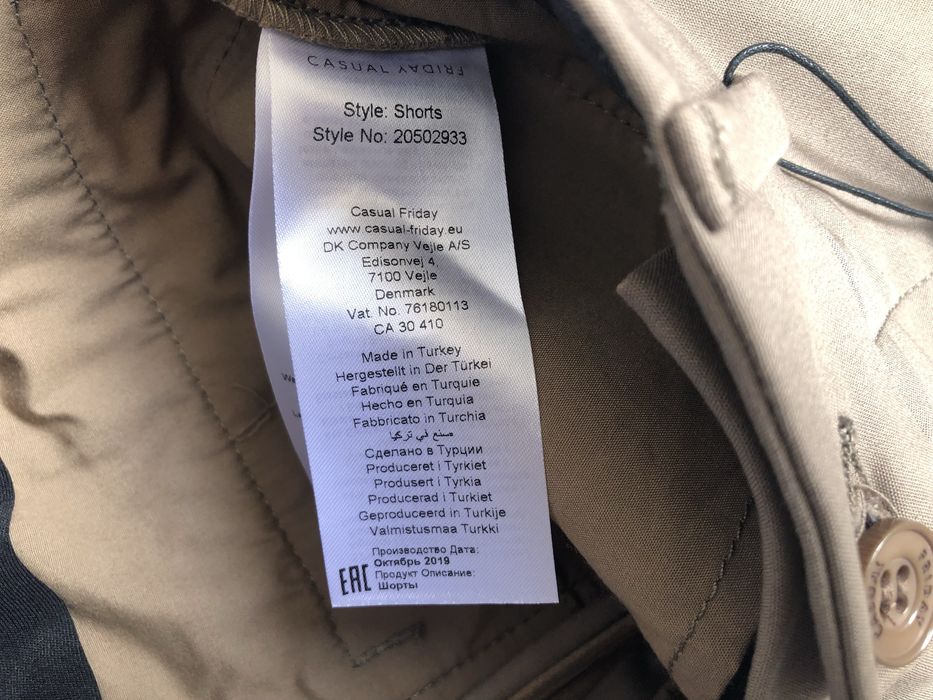 CASUAL FRIDAY
Style: Shorts
Style No: 20502933
Casual Friday
www.casual-friday.eu
DK Company Vejle A/S
Edisonvej 4,
7100 Vejle
Denmark
Vat. No. 76180113
CA 30 410
Made in Turkey
Hergestellt in Der Türkei
Fabriqué en Turquie
Hecho en Turquia
Fabbricato in Turchia
صنع في تركيا
Сделано в Турции
Produceret i Tyrkiet
Produsert i Tyrkia
Producerad i Turkiet
Geproduceerd in Turkije
Valmistusmaa Turkki
Производство Дата:
Октябрь 2019
Продукт Описание:
Шорты
EAC